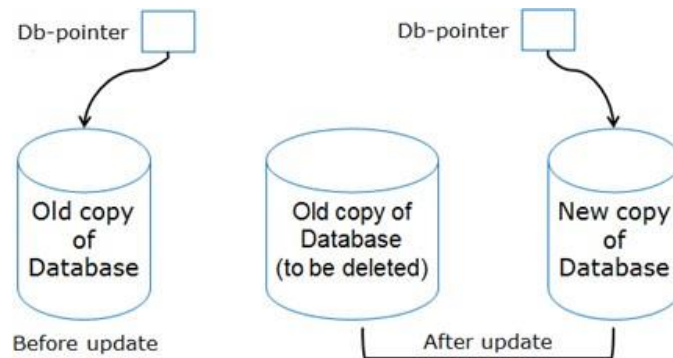 Db-pointer
Db-pointer
Old copy
of
Database
Old copy of
Database
(to be deleted)
New copy
of
Database
Before update
After update